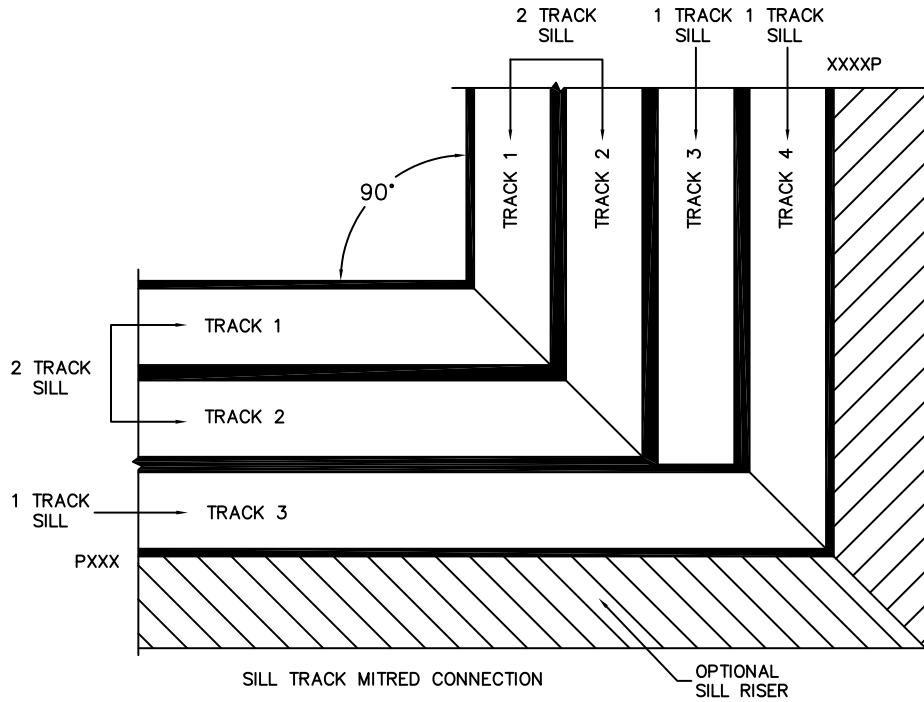 2 TRACK
SILL
1 TRACK
SILL
1 TRACK
SILL
XXXXP
TRACK 1
TRACK 2
TRACK 3
TRACK 4
90°
TRACK 1
2 TRACK
SILL
TRACK 2
1 TRACK
SILL
TRACK 3
PXXX
SILL TRACK MITRED CONNECTION
OPTIONAL
SILL RISER